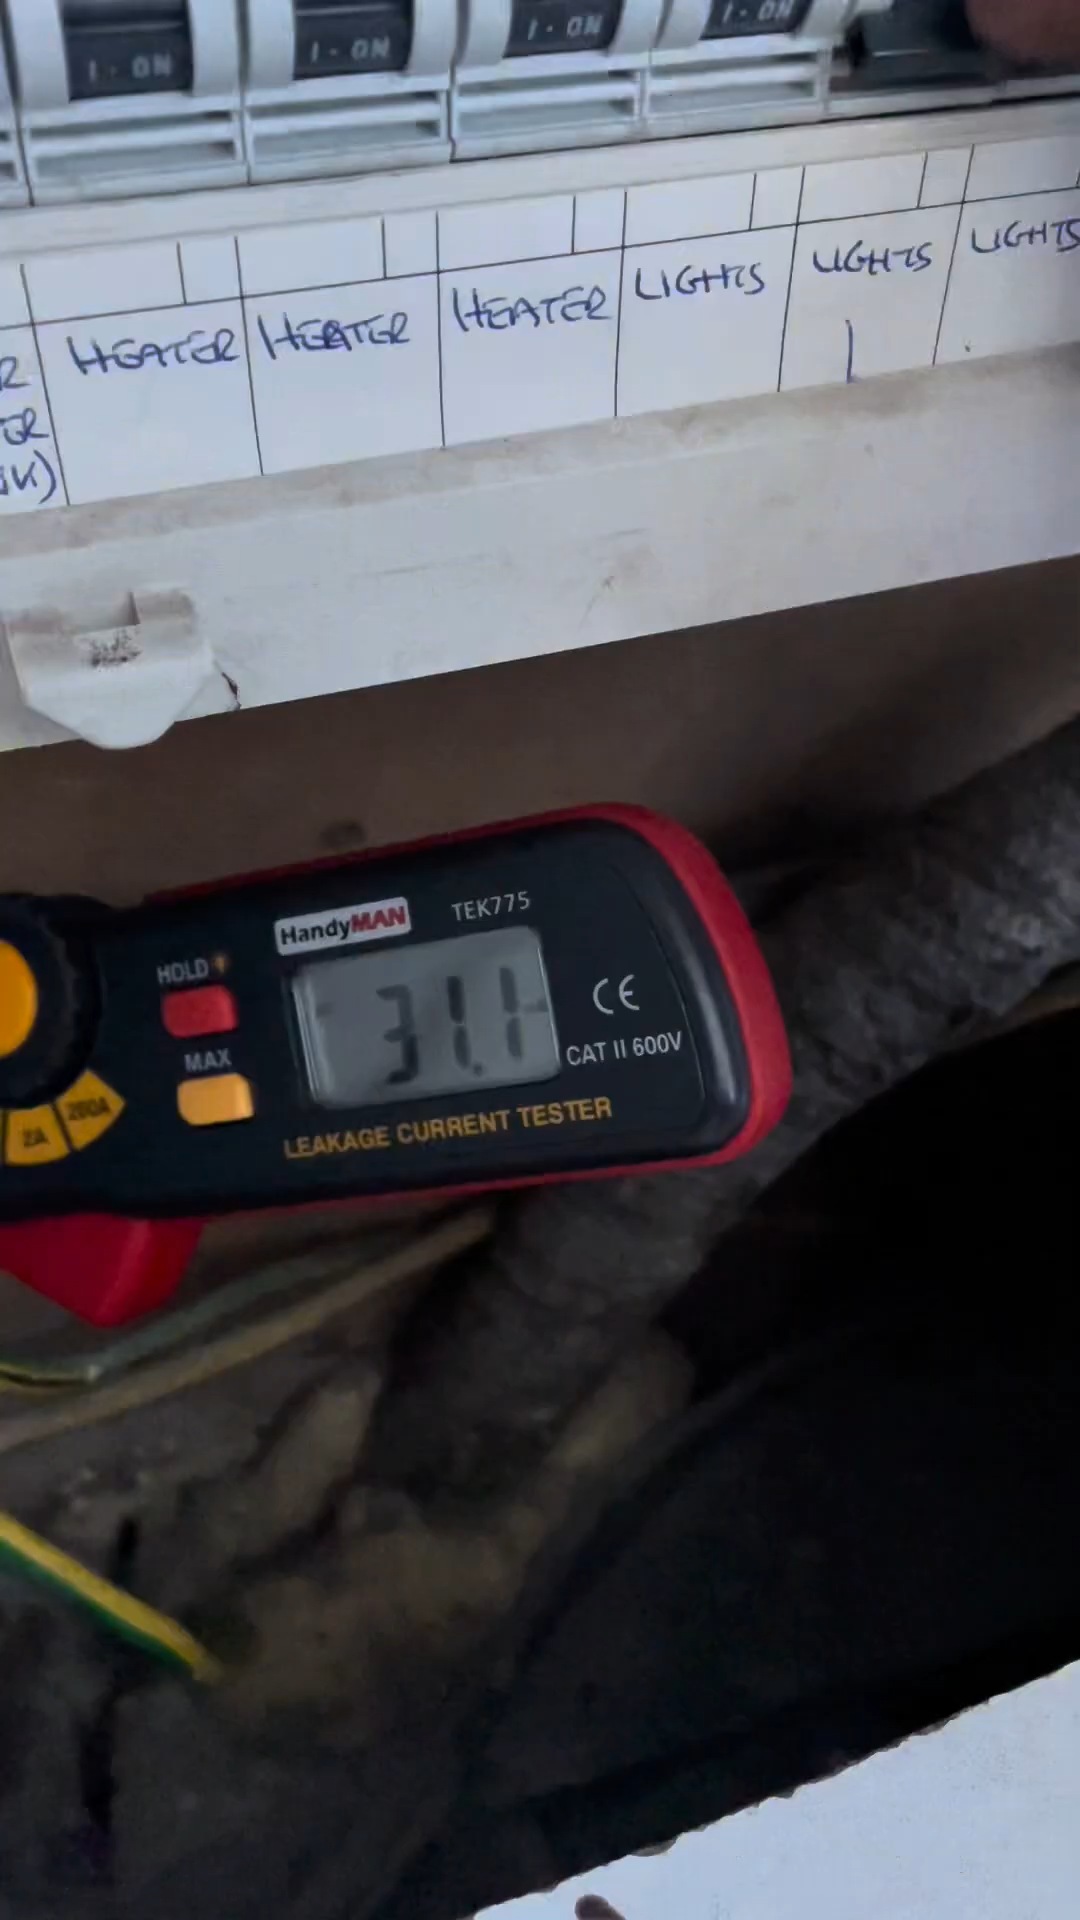 I - ON
I - ON
I - ON
I - ON
HEATER
HEATER
HEATER
LIGHTS
LIGHTS
LIGHTS
HandyMAN
TEK775
HOLD
MAX
31.1
CE
CAT II 600V
2A
200A
LEAKAGE CURRENT TESTER